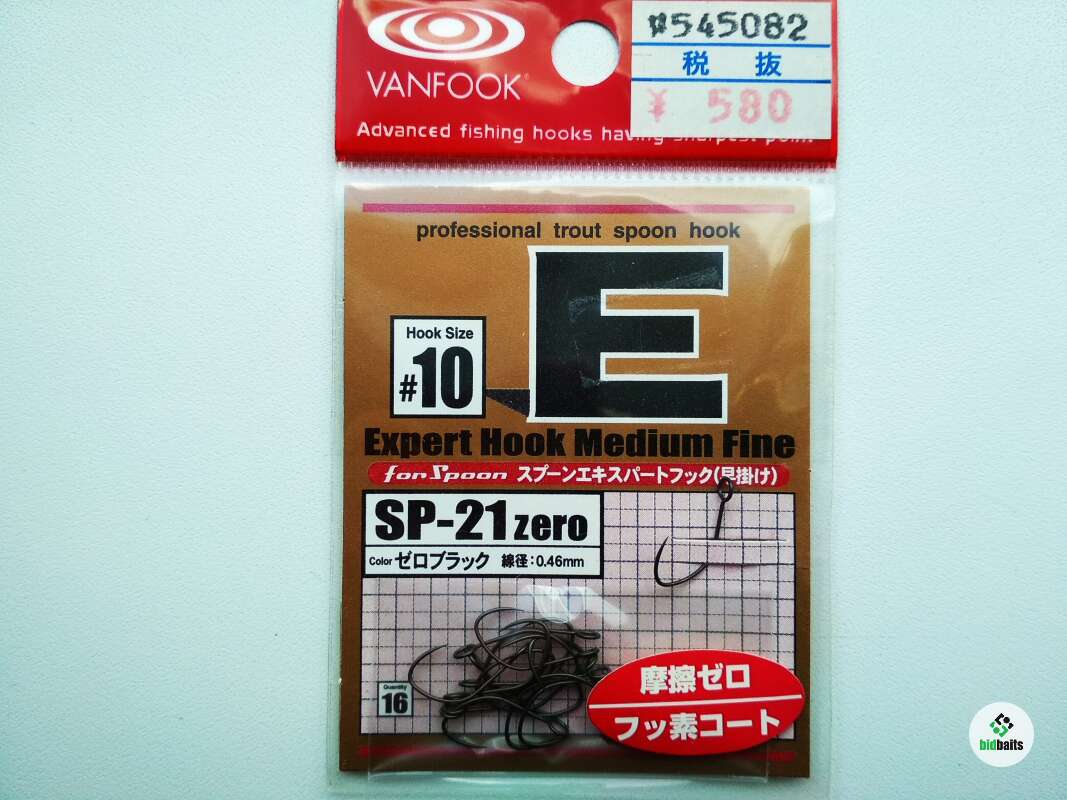 #545082
税 抜
¥ 580
VANFOOK
Advanced fishing hooks having sharpest point
professional trout spoon hook
E
Hook Size
#10
Expert Hook Medium Fine
for Spoon スプーンエキスパートフック(早掛け)
SP-21 zero
Color ゼロブラック 線径:0.46mm
Quantity
16
摩擦ゼロ
フッ素コート
bidbaits